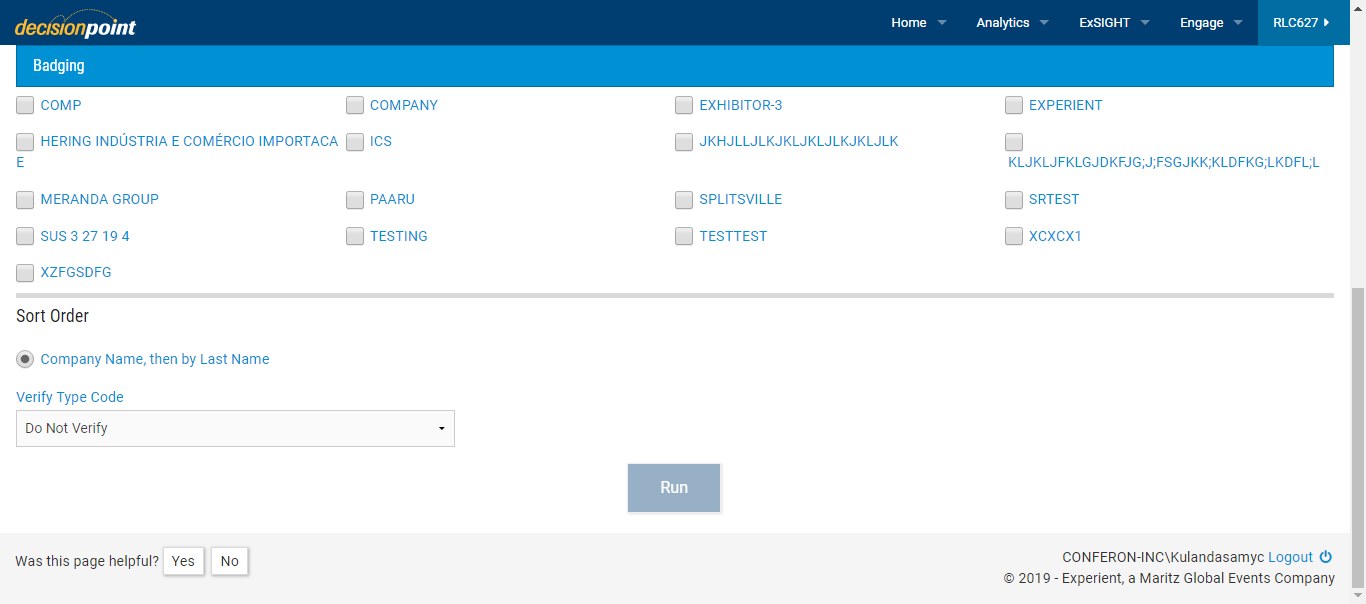 decisionpoint
Home Analytics ExSIGHT Engage RLC627
Badging
COMP COMPANY EXHIBITOR-3 EXPERIENT
HERING INDÚSTRIA E COMÉRCIO IMPORTACA ICS JKHJLLJLKJKLJKLJLKJKLJLK
E KLJKLJFKLGJDKFJG;J;FSGJKK;KLDFKG;LKDFL;L
MERANDA GROUP PAARU SPLITSVILLE SRTEST
SUS 3 27 19 4 TESTING TESTTEST XCXCX1
XZFGSDFG
Sort Order
Company Name, then by Last Name
Verify Type Code
Do Not Verify
Run
Was this page helpful? Yes No
CONFERON-INC\Kulandasamyc Logout
© 2019 - Experient, a Maritz Global Events Company